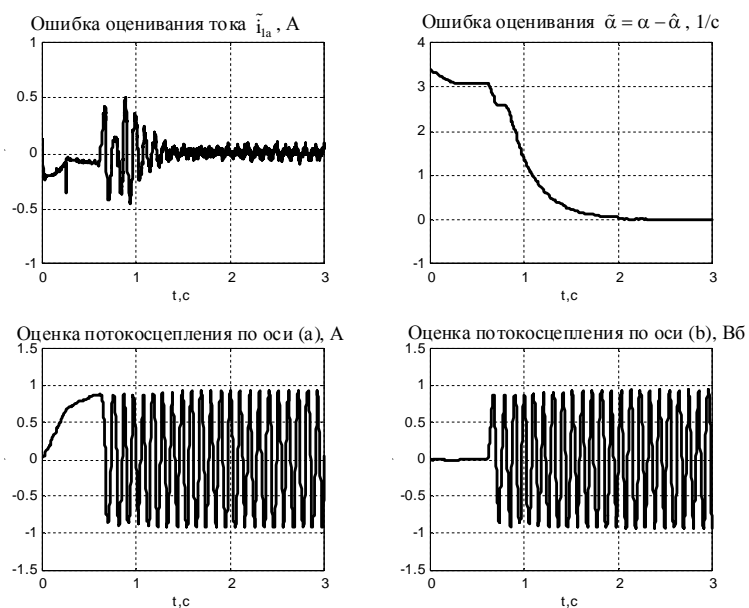 Ошибка оценивания тока ĩ₁ₐ , А
1
0.5
0
-0.5
-1
0 1 2 3
t,c
Ошибка оценивания α̃ = α − α̂ , 1/с
4
3
2
1
0
-1
0 1 2 3
t,c
Оценка потокосцепления по оси (a), А
1.5
1
0.5
0
-0.5
-1
-1.5
0 1 2 3
t,c
Оценка потокосцепления по оси (b), Вб
1.5
1
0.5
0
-0.5
-1
-1.5
0 1 2 3
t,c